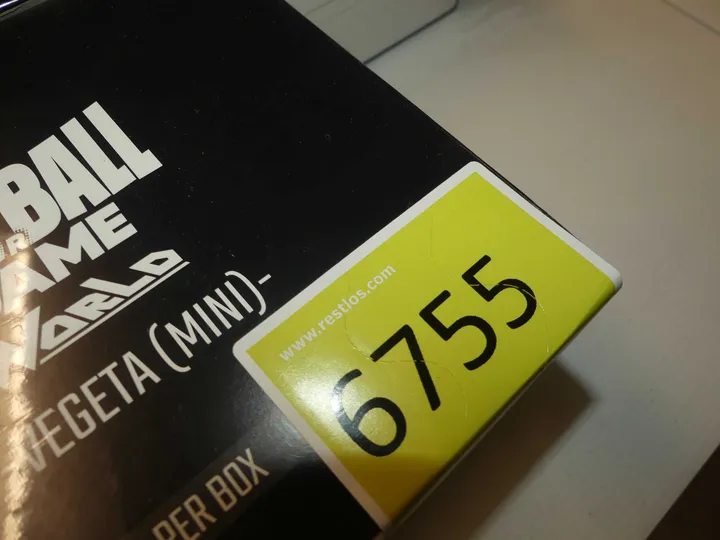 BALL
GAME
WORLD
VEGETA (MINI)-
PER BOX
www.restlos.com
6755